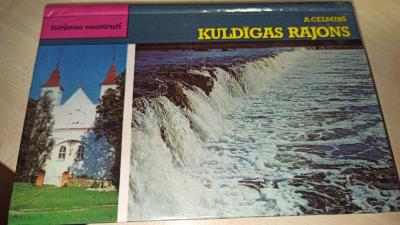 tūrisma maršruti
A.CELMIŅŠ
KULDĪGAS RAJONS